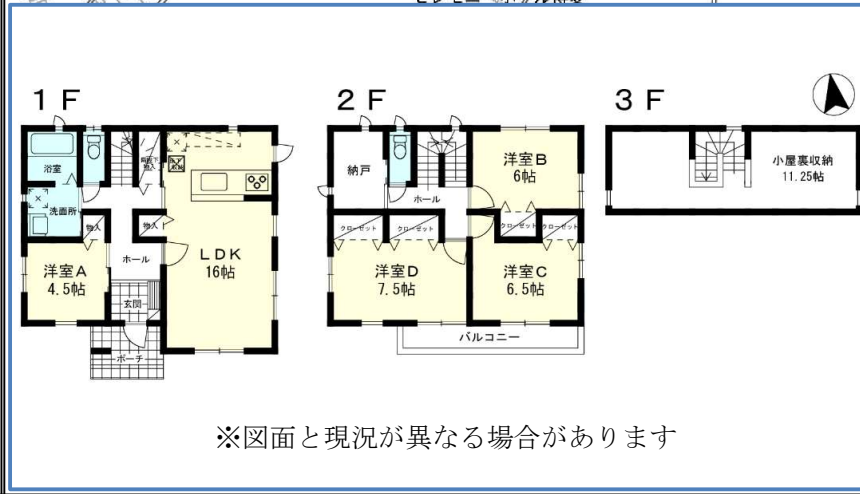 1F
浴室
洗面所
物入
洋室A
4.5帖
ホール
玄関
ポーチ
物入
LDK
16帖
2F
納戸
ホール
洋室B
6帖
クローゼット
クローゼット
クローゼット
クローゼット
洋室D
7.5帖
洋室C
6.5帖
バルコニー
3F
小屋裏収納
11.25帖
※図面と現況が異なる場合があります